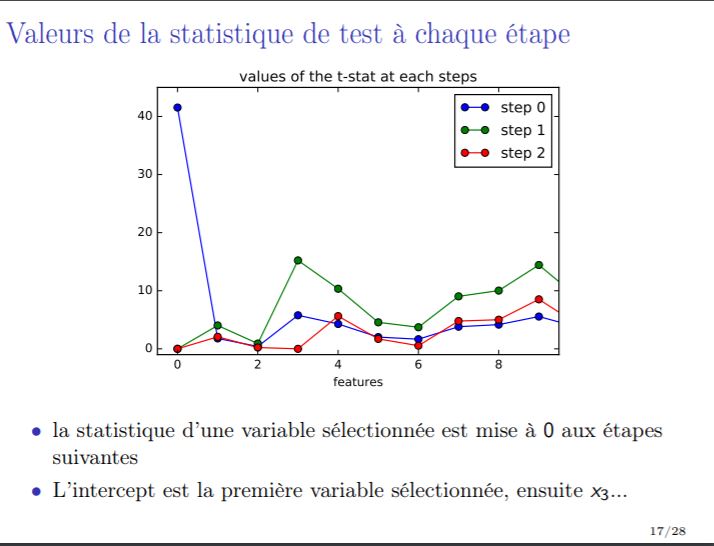 Valeurs de la statistique de test à chaque étape
values of the t-stat at each steps
step 0
step 1
step 2
40
30
20
10
0
0 2 4 6 8
features
• la statistique d'une variable sélectionnée est mise à 0 aux étapes
suivantes
• L'intercept est la première variable sélectionnée, ensuite x₃...
17/28